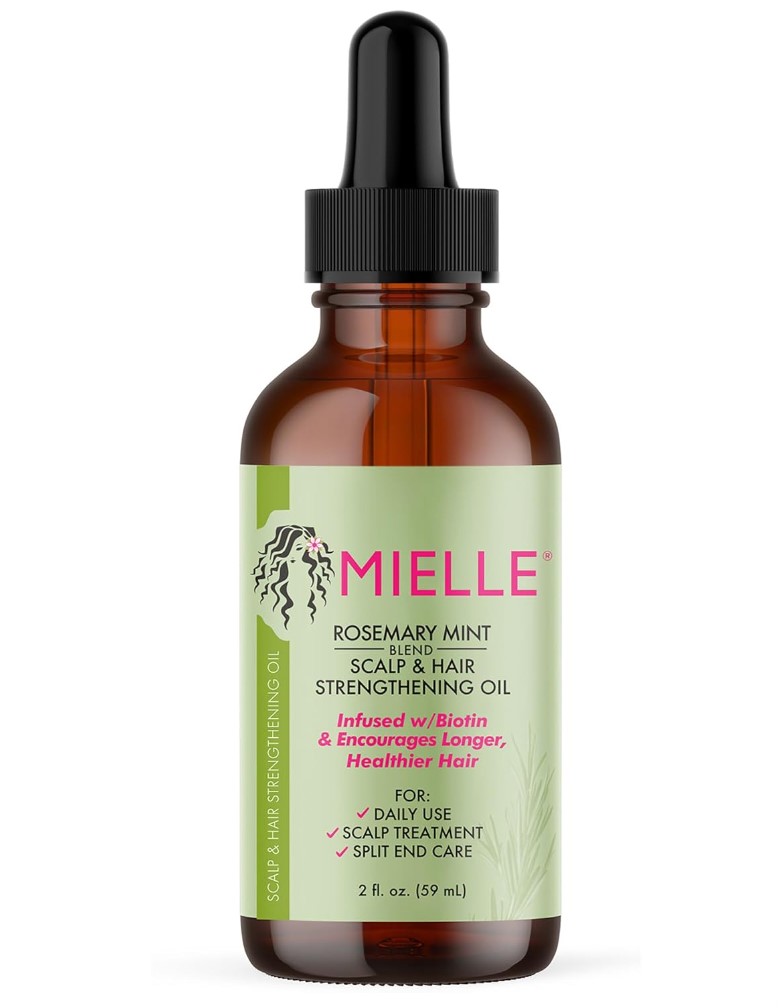 MIELLE®
ROSEMARY MINT
BLEND
SCALP & HAIR
STRENGTHENING OIL
Infused w/Biotin
& Encourages Longer,
Healthier Hair
FOR:
✓ DAILY USE
✓ SCALP TREATMENT
✓ SPLIT END CARE
2 fl. oz. (59 mL)
SCALP & HAIR STRENGTHENING OIL